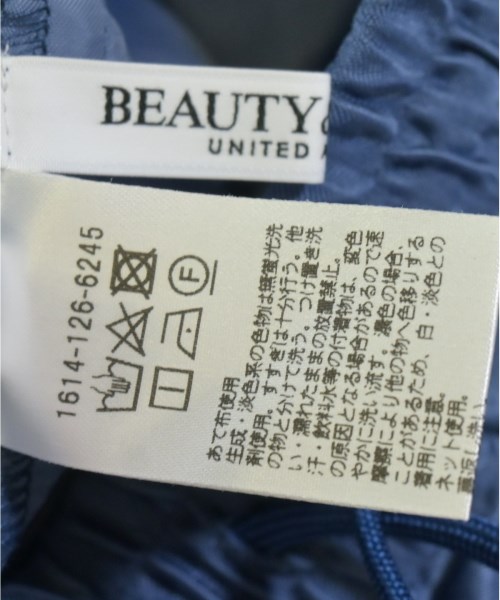 BEAUTY
UNITED
1614-126-6245
F
あて布使用
生成・淡色系の色物は無蛍光洗
剤使用。すすぎは十分行う。他
の物と分けて洗う。つけ置き洗
い・濡れたままの放置禁止。
汗・飲料水等の付着物は、変色
の原因となる場合があるので速
やかに洗い流す。濃色の場合、
摩擦により他の物へ色移りする
ことがあるため、白・淡色との
着用に注意。
ネット使用。
裏返し洗い